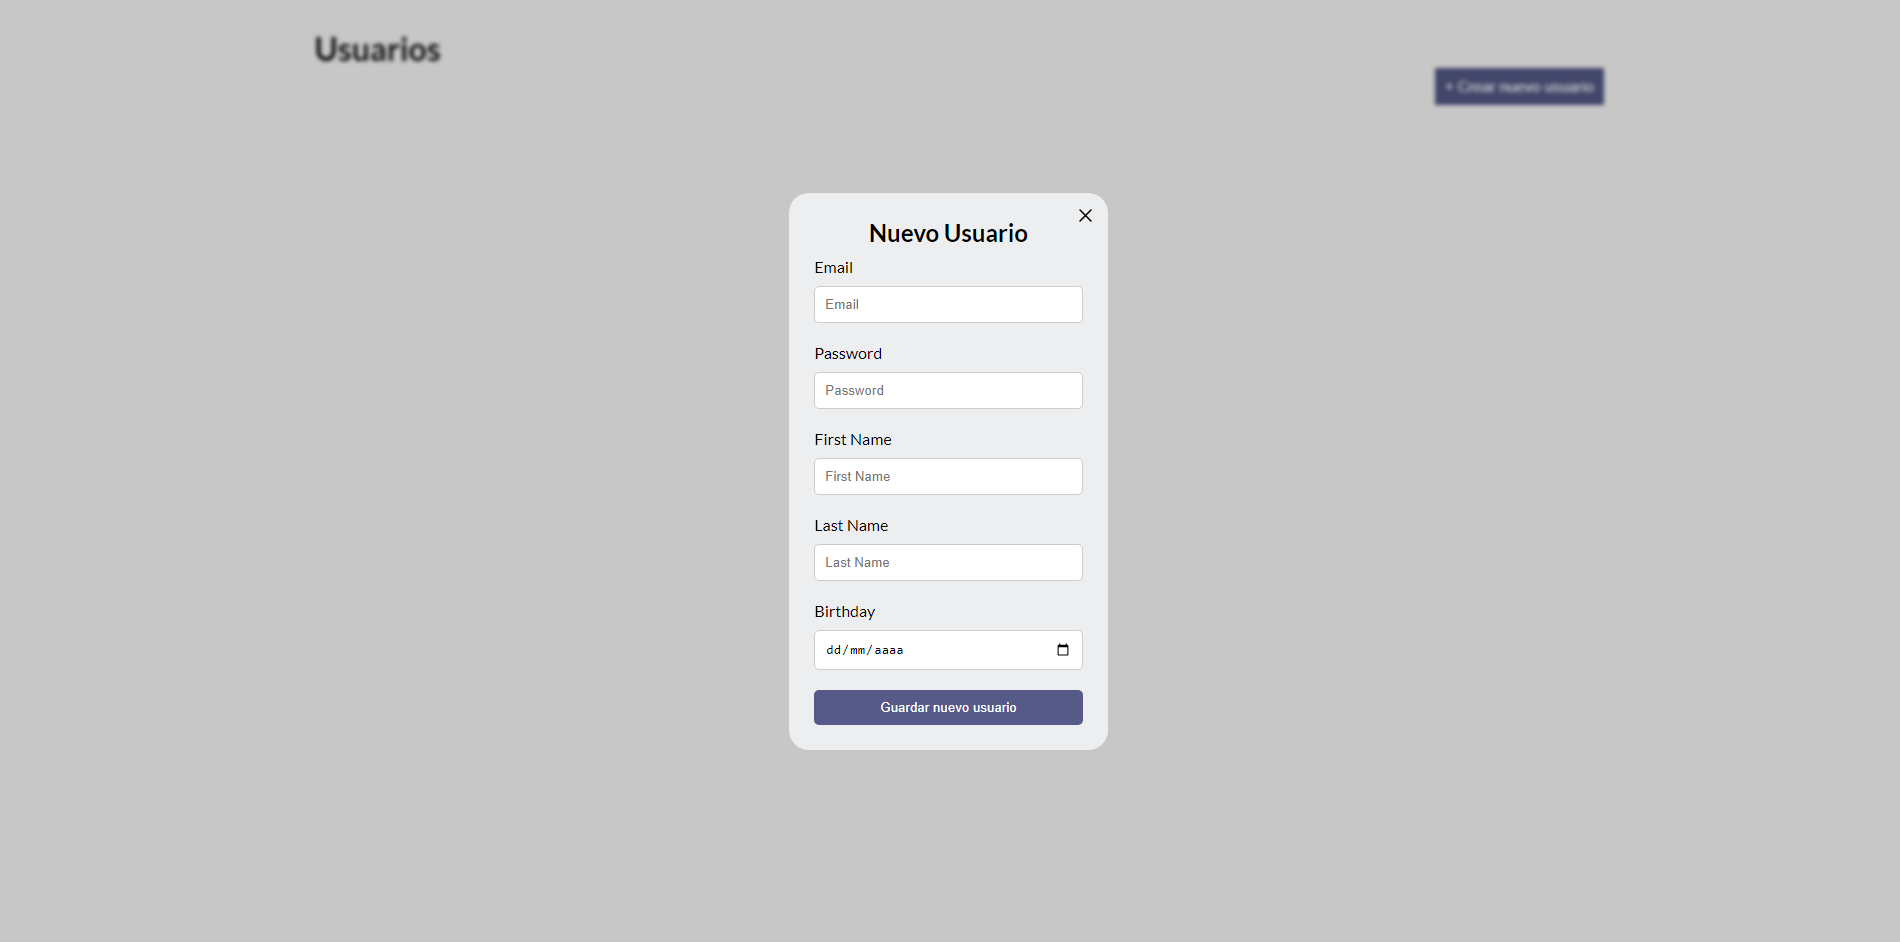 Usuarios
+ Crear nuevo usuario
Nuevo Usuario
Email
Email
Password
Password
First Name
First Name
Last Name
Last Name
Birthday
dd/mm/aaaa
Guardar nuevo usuario